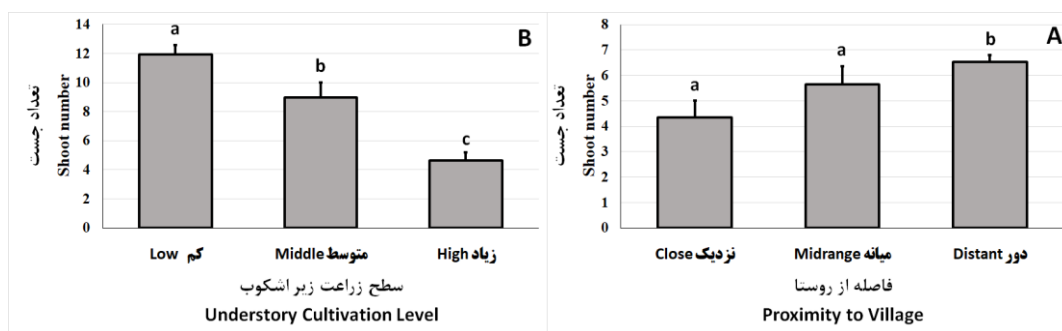 B
تعداد جست
Shoot number
14
12
10
8
6
4
2
0
a
b
c
Low کم
Middle متوسط
High زیاد
سطح زراعت زیر اشکوب
Understory Cultivation Level
A
تعداد جست
Shoot number
8
7
6
5
4
3
2
1
0
a
a
b
Close نزدیک
Midrange میانه
Distant دور
فاصله از روستا
Proximity to Village